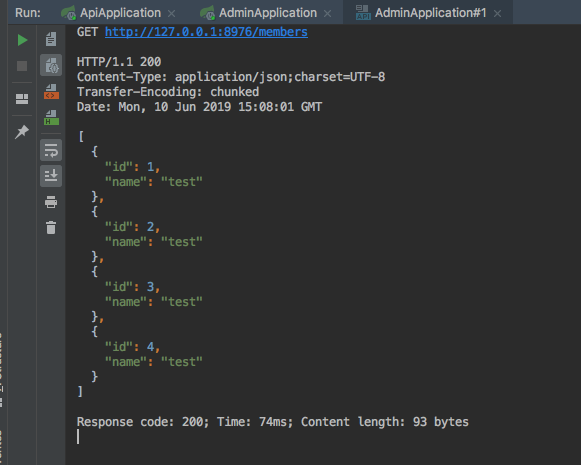 Run: ApiApplication × AdminApplication × AdminApplication#1 ×
GET http://127.0.0.1:8976/members
HTTP/1.1 200
Content-Type: application/json;charset=UTF-8
Transfer-Encoding: chunked
Date: Mon, 10 Jun 2019 15:08:01 GMT
[
  {
    "id": 1,
    "name": "test"
  },
  {
    "id": 2,
    "name": "test"
  },
  {
    "id": 3,
    "name": "test"
  },
  {
    "id": 4,
    "name": "test"
  }
]
Response code: 200; Time: 74ms; Content length: 93 bytes